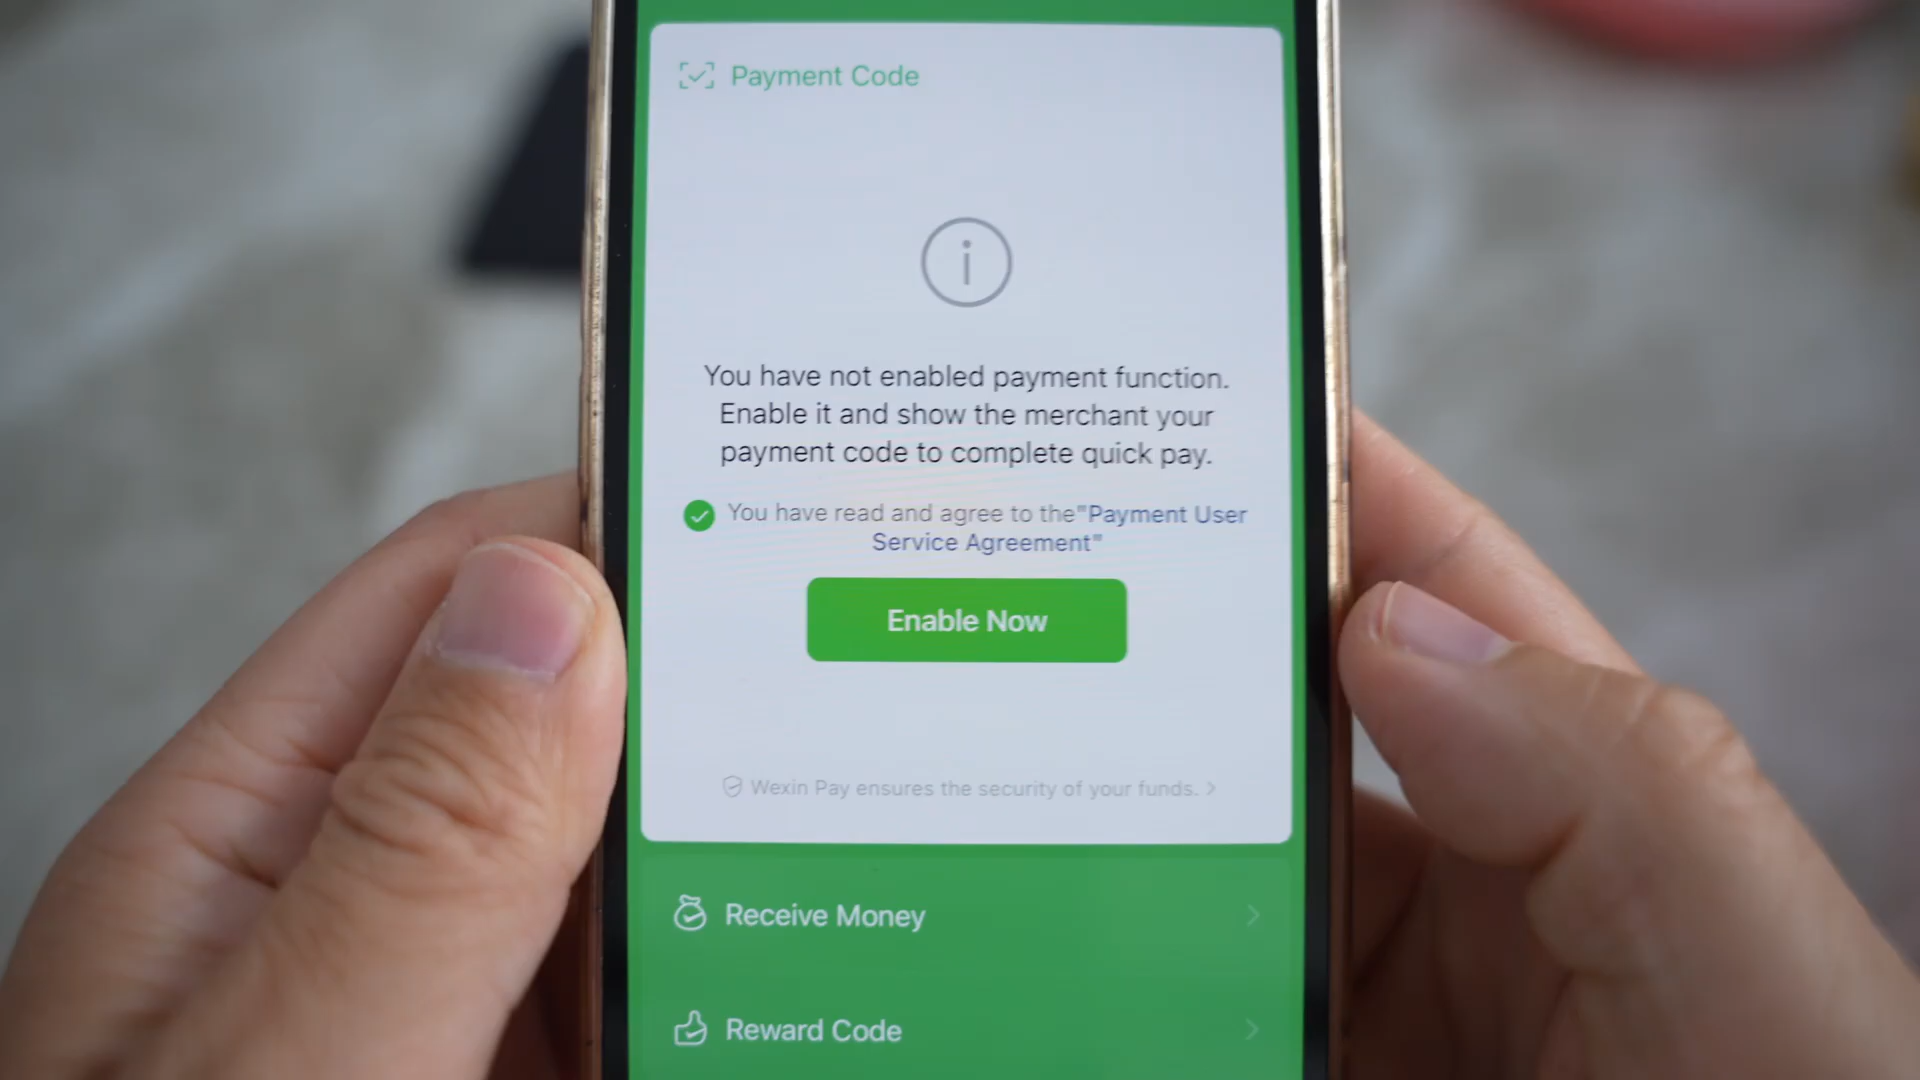 Payment Code
You have not enabled payment function.
Enable it and show the merchant your
payment code to complete quick pay.
You have read and agree to the"Payment User
Service Agreement"
Enable Now
Wexin Pay ensures the security of your funds.
Receive Money
Reward Code